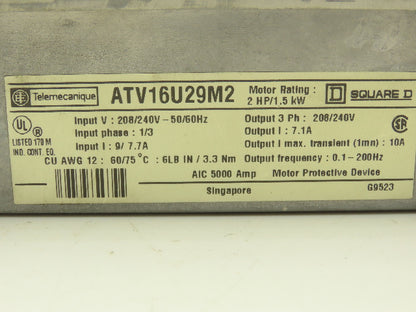 Telemecanique ATV16U29M2 Motor Rating : 2 HP/1.5 kW D SQUARE D
Input V : 208/240V-50/60Hz Output 3 Ph : 208/240V
UL Input phase : 1/3 Output I : 7.1A
LISTED 170 M Input I : 9/ 7.7A Output I max. transient (1mn) : 10A
IND. CONT. EQ. CU AWG 12 : 60/75°C : 6LB IN / 3.3 Nm Output frequency : 0.1-200Hz
AIC 5000 Amp Motor Protective Device
Singapore G9523